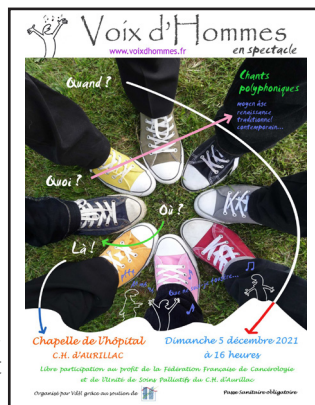 Voix d'Hommes
www.voixdhommes.fr
en spectacle
Quand ?
Chants
polyphoniques
moyen âge
renaissance
traditionnel
contemporain...
Quoi ?
Où ?
Là !
Chapelle de l'hôpital
C.H. d'AURILLAC
Dimanche 5 décembre 2021
à 16 heures
Libre participation au profit de la Fédération Française de Cancérologie
et de l'Unité de Soins Palliatifs du C.H. d'Aurillac
Organisé par VdH grâce au soutien de
Passe Sanitaire obligatoire